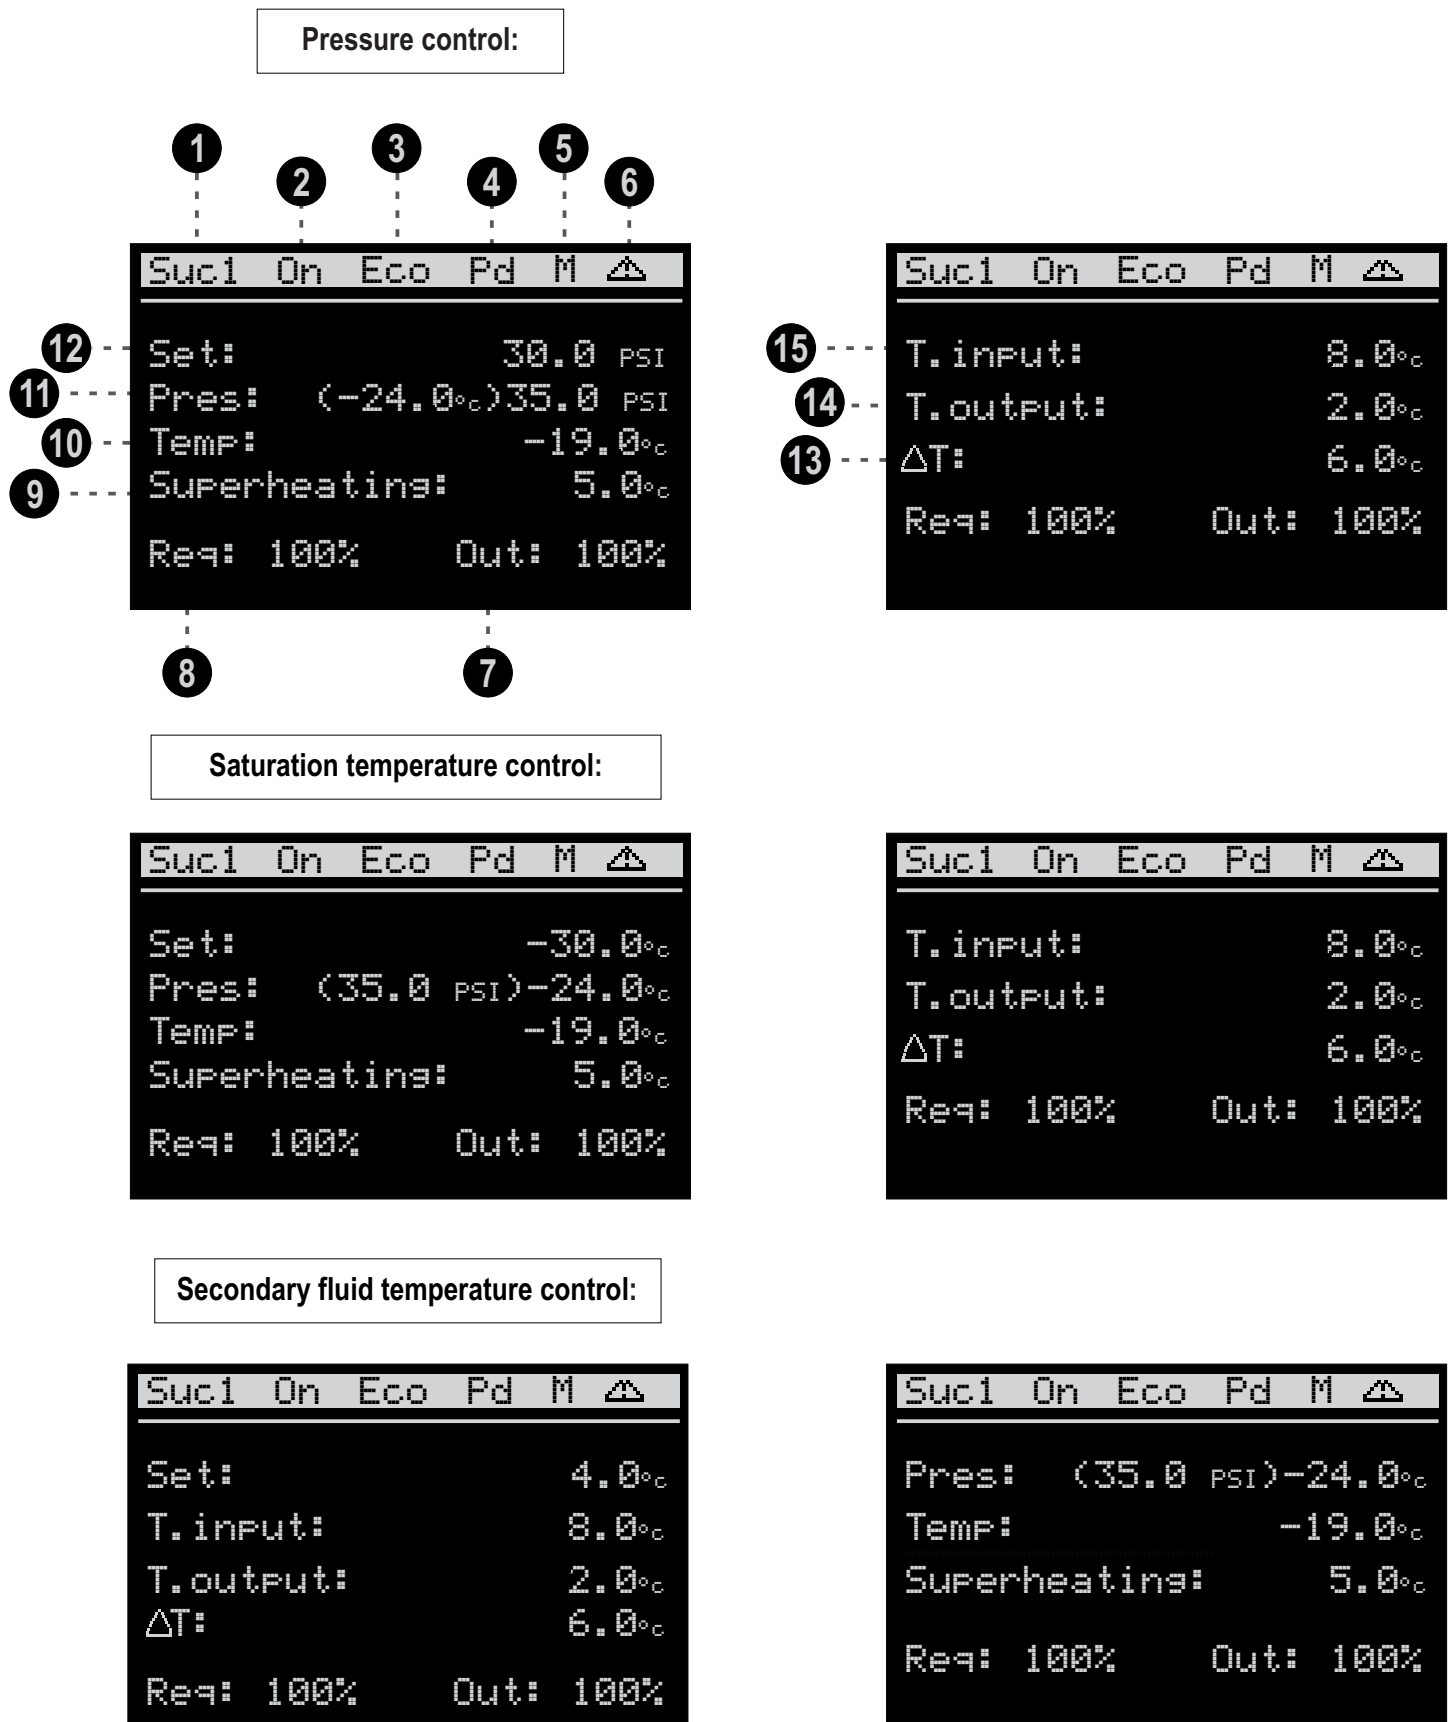 Pressure control:
1 2 3 4 5 6
Suc1 On Eco Pd M
12 Set: 30.0 PSI
11 Pres: (-24.0°c)35.0 PSI
10 Temp: -19.0°c
9 Superheating: 5.0°c
Req: 100% Out: 100%
8 7
Suc1 On Eco Pd M
15 T.input: 8.0°c
14 T.output: 2.0°c
13 △T: 6.0°c
Req: 100% Out: 100%
Saturation temperature control:
Suc1 On Eco Pd M
Set: -30.0°c
Pres: (35.0 PSI)-24.0°c
Temp: -19.0°c
Superheating: 5.0°c
Req: 100% Out: 100%
Suc1 On Eco Pd M
T.input: 8.0°c
T.output: 2.0°c
△T: 6.0°c
Req: 100% Out: 100%
Secondary fluid temperature control:
Suc1 On Eco Pd M
Set: 4.0°c
T.input: 8.0°c
T.output: 2.0°c
△T: 6.0°c
Req: 100% Out: 100%
Suc1 On Eco Pd M
Pres: (35.0 PSI)-24.0°c
Temp: -19.0°c
Superheating: 5.0°c
Req: 100% Out: 100%